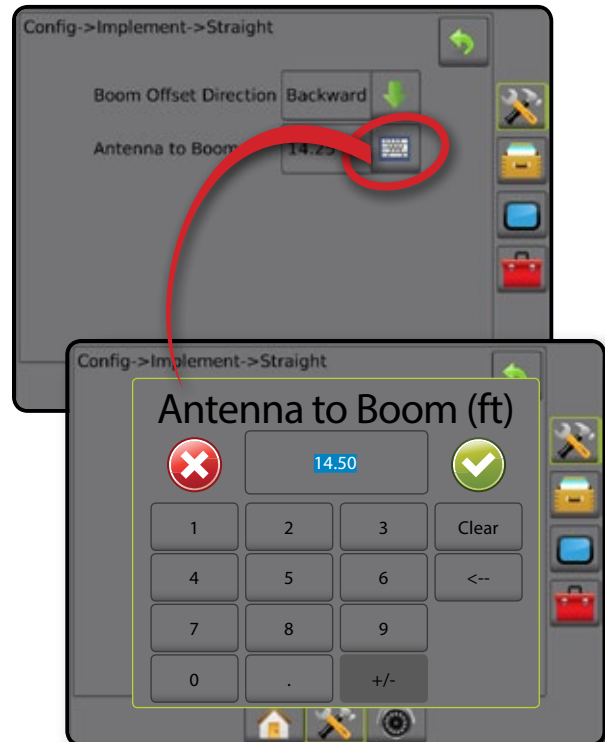 Config->Implement->Straight
Boom Offset Direction Backward
Antenna to Boom 14.25
Config->Implement->Straight
Antenna to Boom (ft)
14.50
1 2 3 Clear
4 5 6 <--
7 8 9
0 . +/-